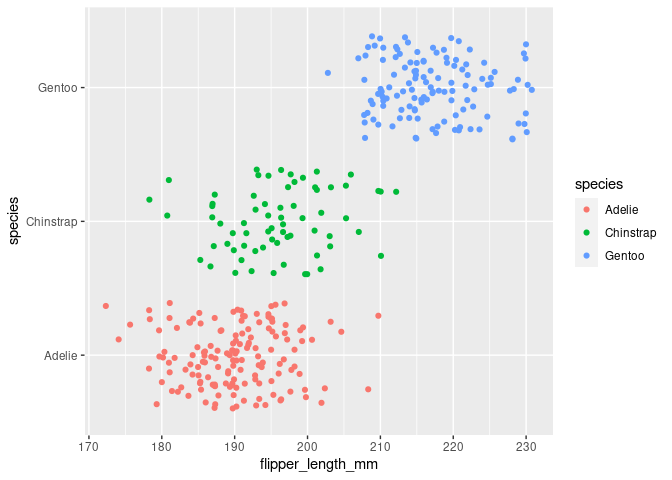 Gentoo
Chinstrap
Adelie
species
170 180 190 200 210 220 230
flipper_length_mm
species
Adelie
Chinstrap
Gentoo